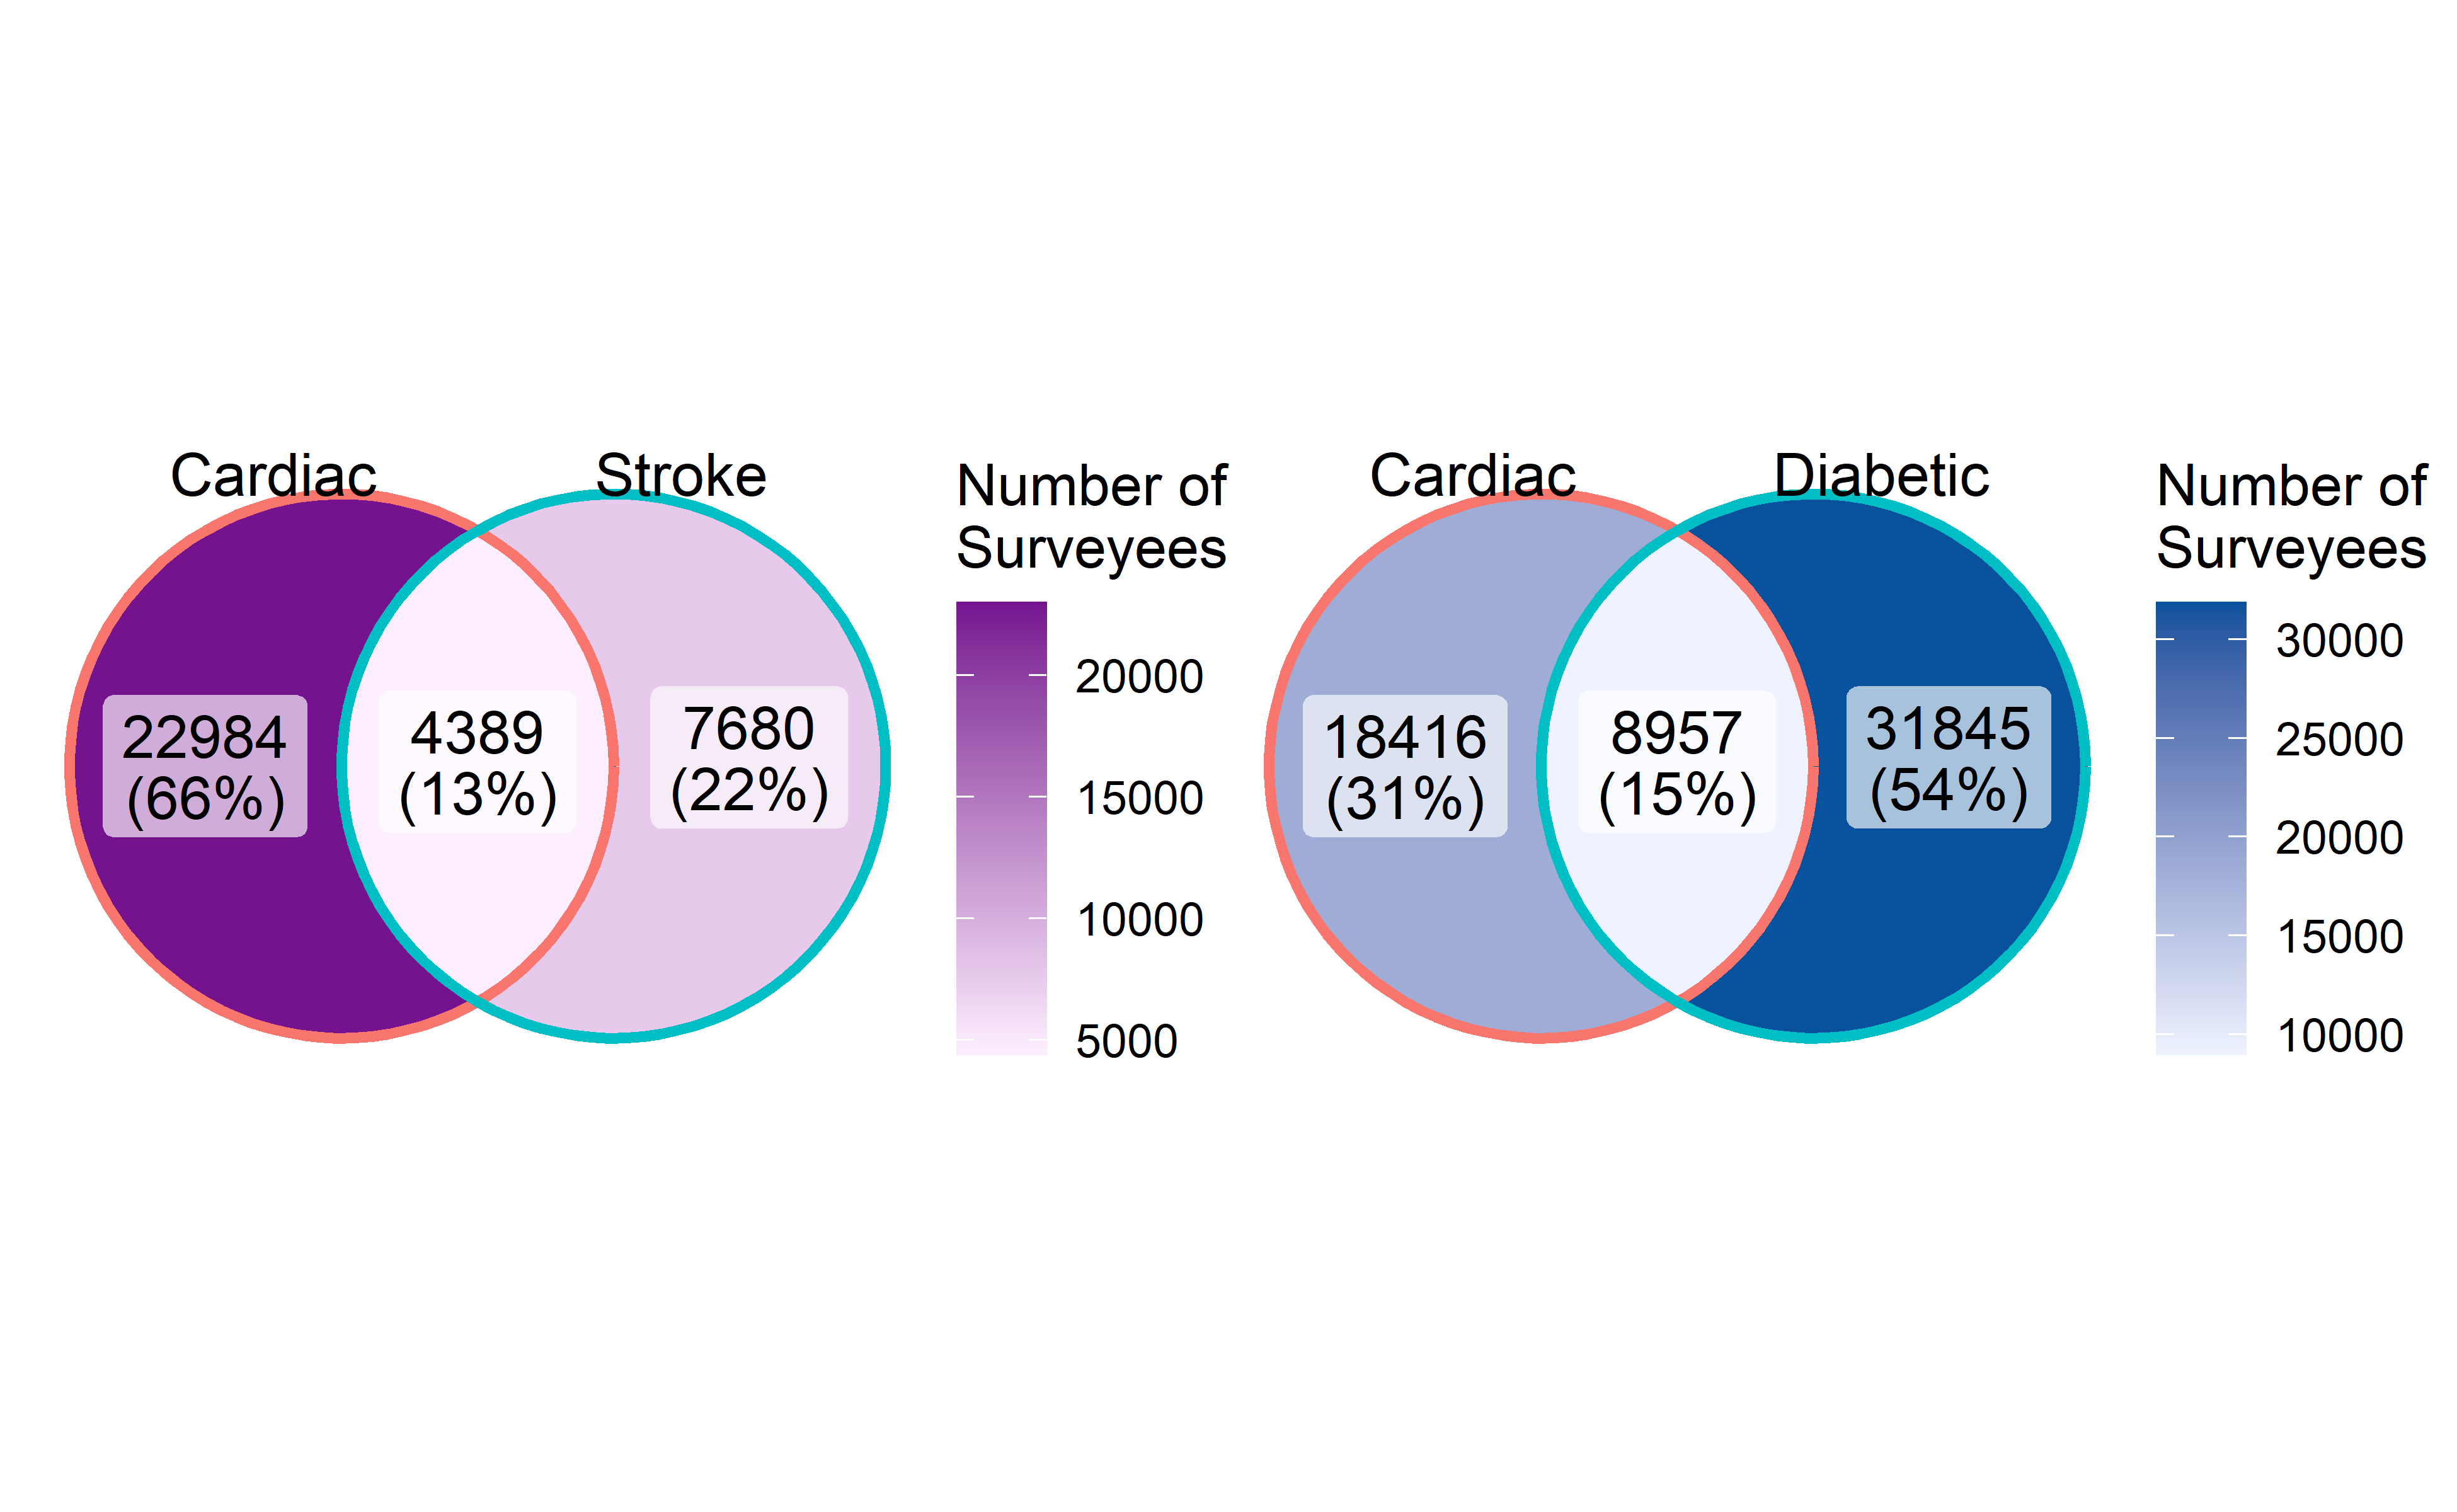 Cardiac
Stroke
22984
(66%)
4389
(13%)
7680
(22%)
Number of
Surveyees
20000
15000
10000
5000
Cardiac
Diabetic
18416
(31%)
8957
(15%)
31845
(54%)
Number of
Surveyees
30000
25000
20000
15000
10000